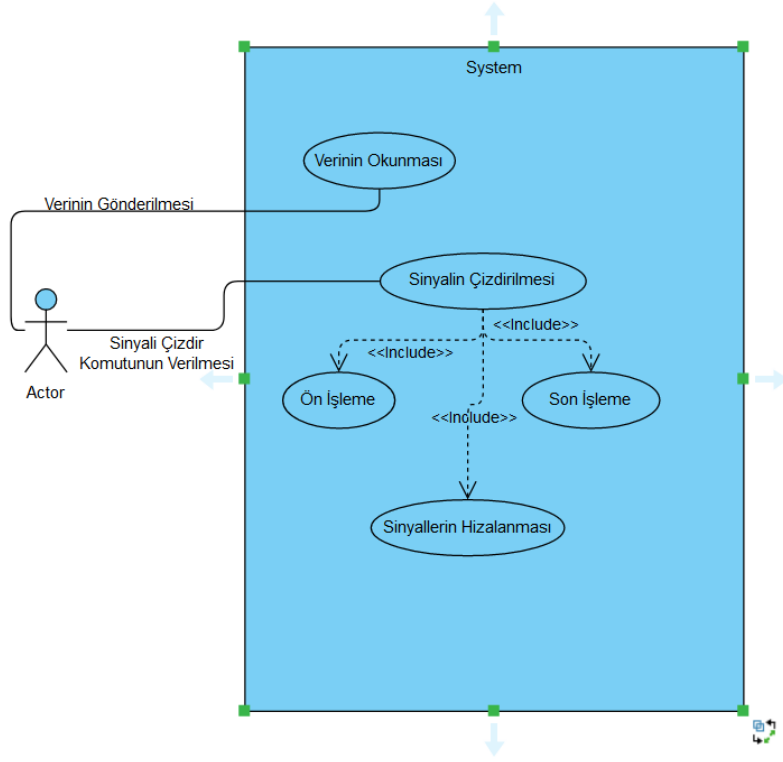 System
Verinin Okunması
Verinin Gönderilmesi
Sinyalin Çizdirilmesi
<<Include>>
Sinyali Çizdir
Komutunun Verilmesi
<<Include>>
Actor
Ön İşleme
Son İşleme
<<Include>>
Sinyallerin Hizalanması